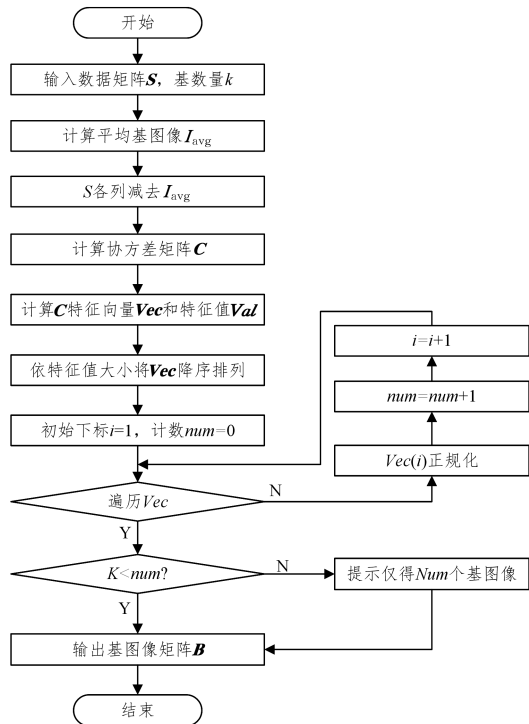 开始
输入数据矩阵S，基数量k
计算平均基图像Iavg
S各列减去Iavg
计算协方差矩阵C
计算C特征向量Vec和特征值Val
依特征值大小将Vec降序排列
初始下标i=1，计数num=0
i=i+1
num=num+1
Vec(i)正规化
遍历Vec
N
Y
K<num?
N
提示仅得Num个基图像
Y
输出基图像矩阵B
结束